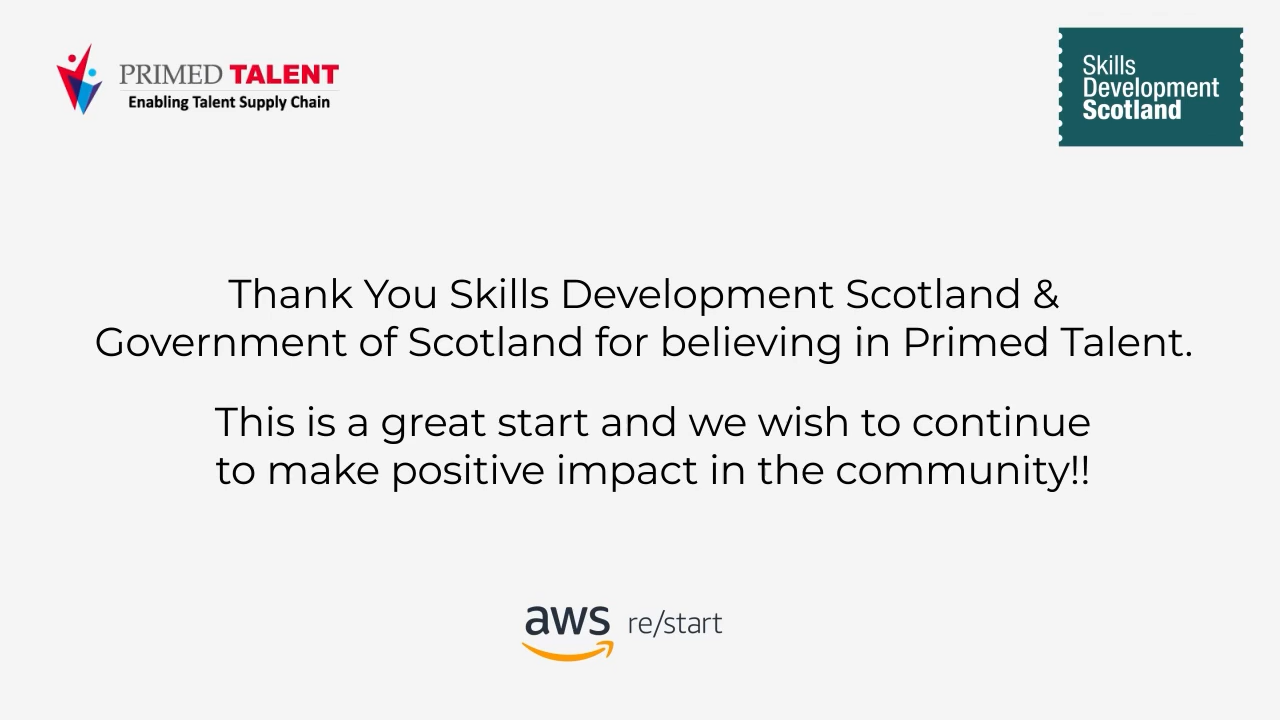 PRIMED TALENT
Enabling Talent Supply Chain
Skills
Development
Scotland
Thank You Skills Development Scotland &
Government of Scotland for believing in Primed Talent.
This is a great start and we wish to continue
to make positive impact in the community!!
aws re/start